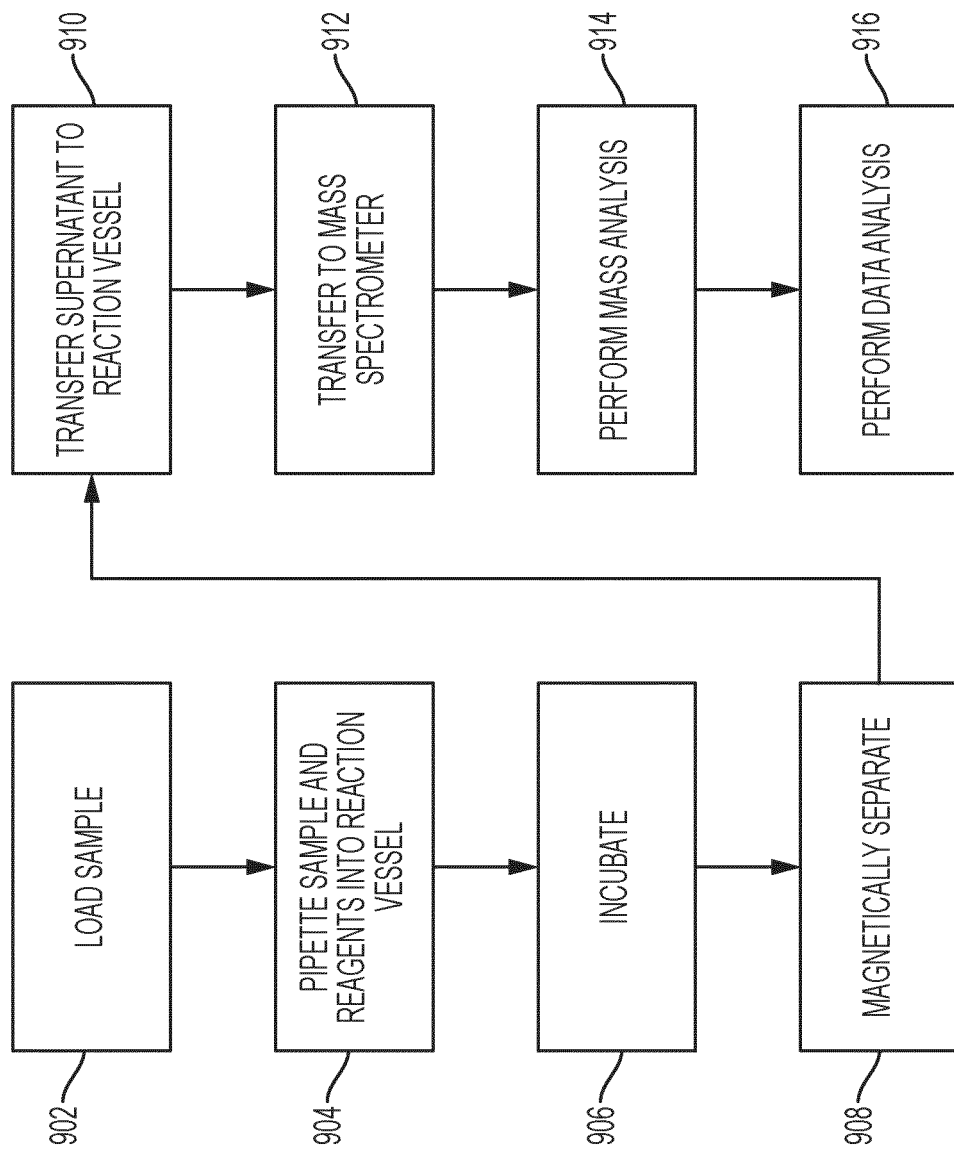 902
LOAD SAMPLE
904
PIPETTE SAMPLE AND
REAGENTS INTO REACTION
VESSEL
906
INCUBATE
908
MAGNETICALLY SEPARATE
910
TRANSFER SUPERNATANT TO
REACTION VESSEL
912
TRANSFER TO MASS
SPECTROMETER
914
PERFORM MASS ANALYSIS
916
PERFORM DATA ANALYSIS